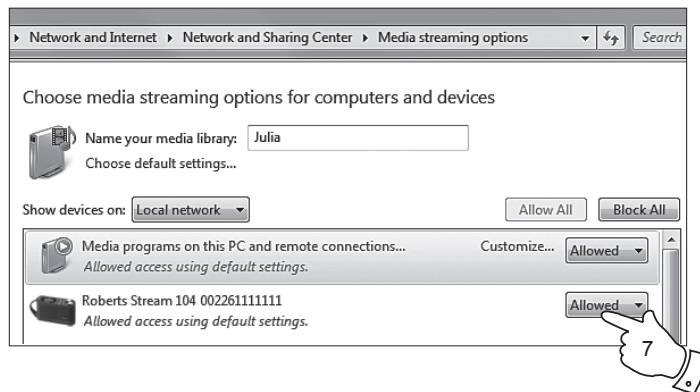 Network and Internet ▸ Network and Sharing Center ▸ Media streaming options Search
Choose media streaming options for computers and devices
Name your media library: Julia
Choose default settings...
Show devices on: Local network Allow All Block All
Media programs on this PC and remote connections... Customize... Allowed
Allowed access using default settings.
Roberts Stream 104 002261111111 Allowed
Allowed access using default settings.
7